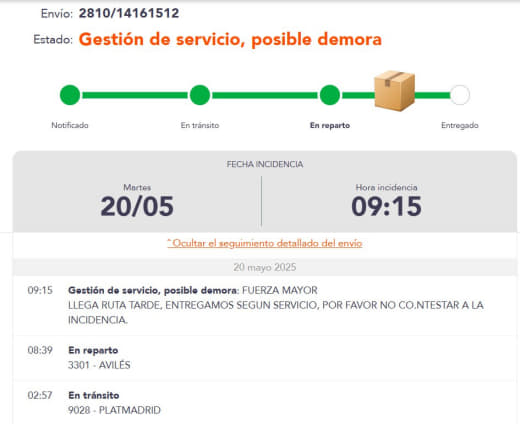 Envío: 2810/14161512
Estado: Gestión de servicio, posible demora
Notificado
En tránsito
En reparto
Entregado
FECHA INCIDENCIA
Martes
20/05
Hora incidencia
09:15
^Ocultar el seguimiento detallado del envío
20 mayo 2025
09:15 Gestión de servicio, posible demora: FUERZA MAYOR
LLEGA RUTA TARDE, ENTREGAMOS SEGUN SERVICIO, POR FAVOR NO CO.NTESTAR A LA
INCIDENCIA.
08:39 En reparto
3301 - AVILÉS
02:57 En tránsito
9028 - PLATMADRID